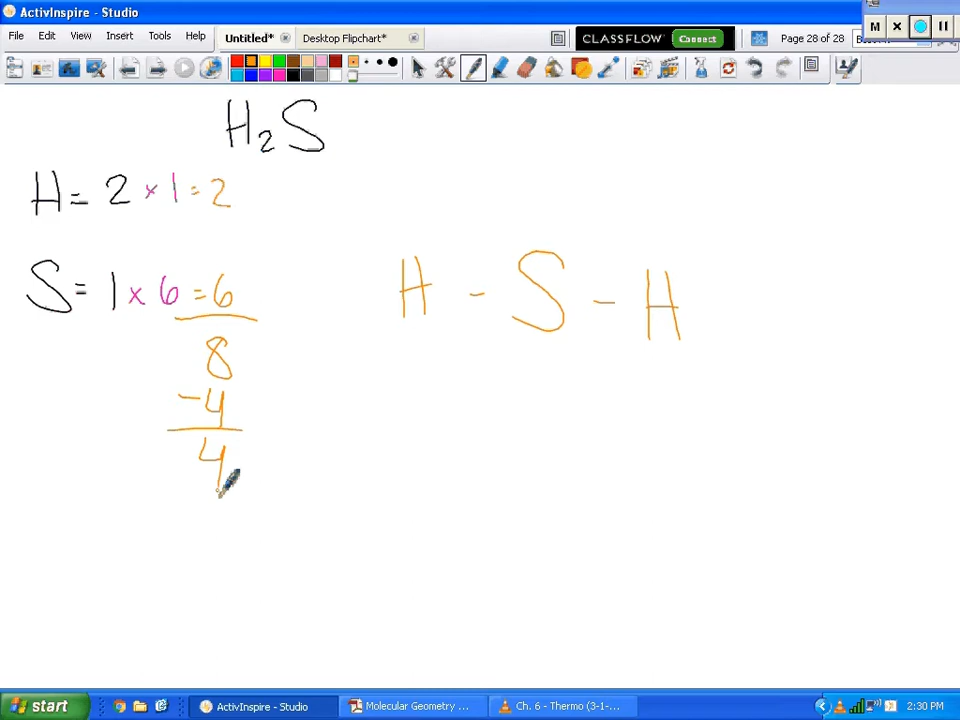 ActivInspire - Studio
File Edit View Insert Tools Help
Untitled* Desktop Flipchart*
CLASSFLOW Connect
Page 28 of 28
M
H2S
H = 2 × 1 = 2
S = 1 × 6 = 6
8
-4
4
H - S - H
start
ActivInspire - Studio
Molecular Geometry ...
Ch. 6 - Thermo (3-1-...
2:30 PM